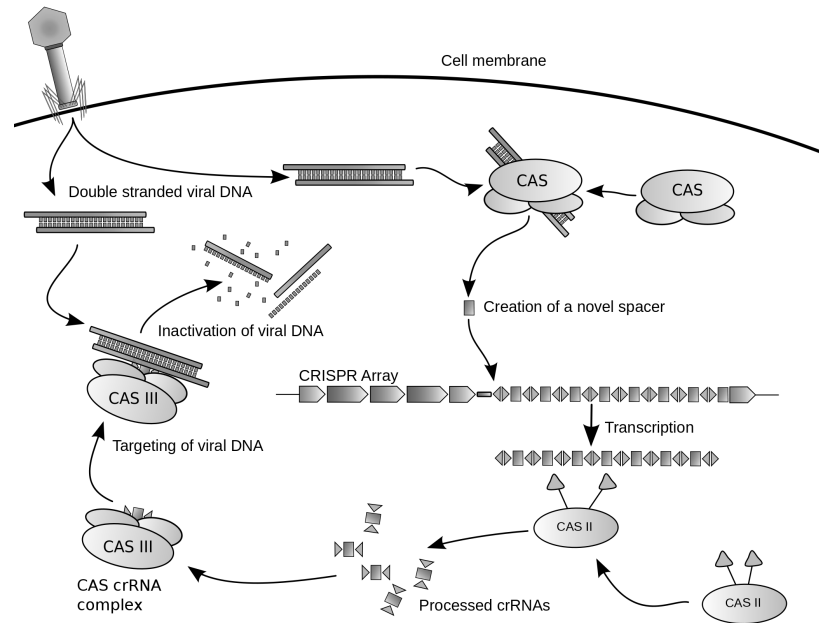 Cell membrane
Double stranded viral DNA
CAS
CAS
Creation of a novel spacer
Inactivation of viral DNA
CRISPR Array
CAS III
Transcription
Targeting of viral DNA
CAS II
CAS III
CAS crRNA
complex
Processed crRNAs
CAS II